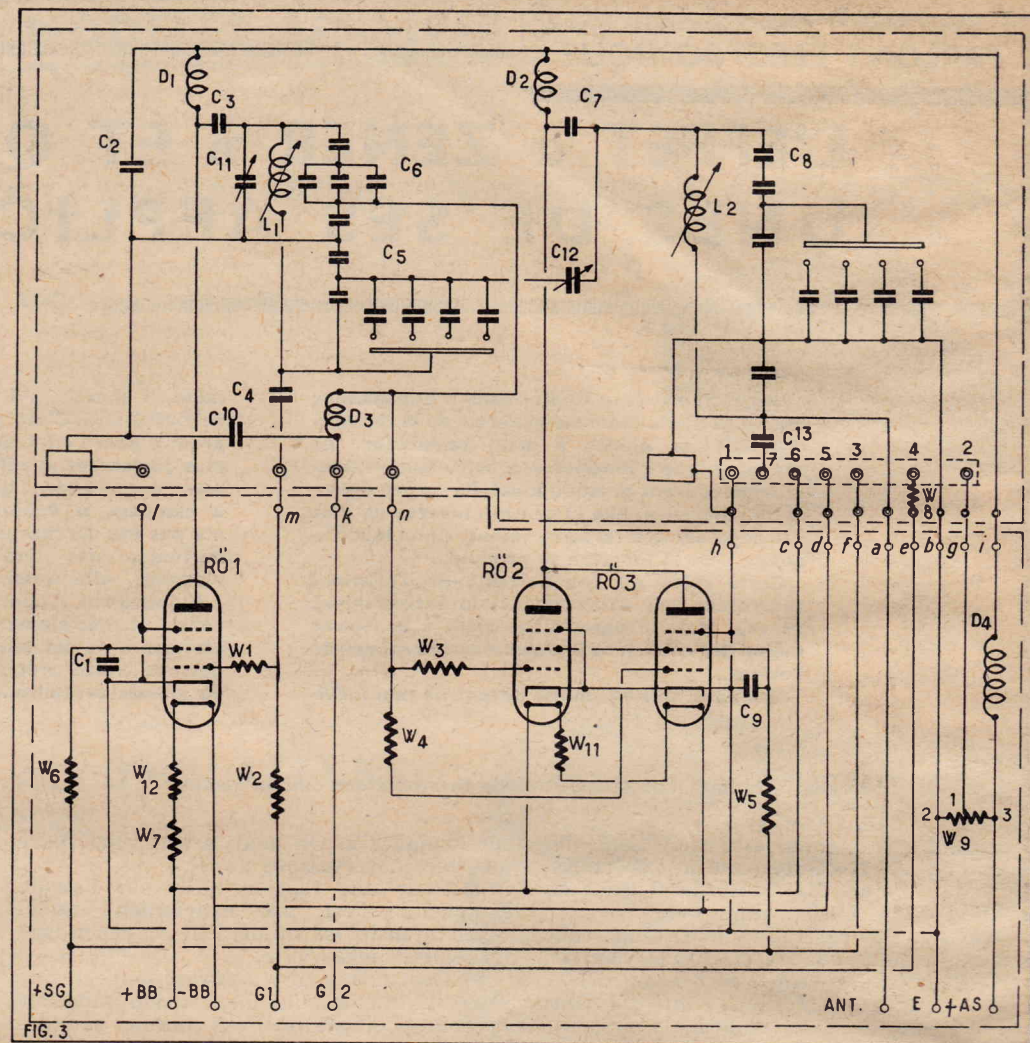 D1
C3
D2
C7
C2
C11
C6
C8
L1
L2
C5
C12
C4
D3
C10
C13
1 7 6 5 3 4 2
W8
l m k n h c d f a e b g i
RÖ1
RÖ2
RÖ3
D4
C1
W1
W3
C9
W4
W11
W6
W12
W2
W5
W7
2 1 3
W9
+SG +BB -BB G1 G2 ANT. E +AS
FIG. 3